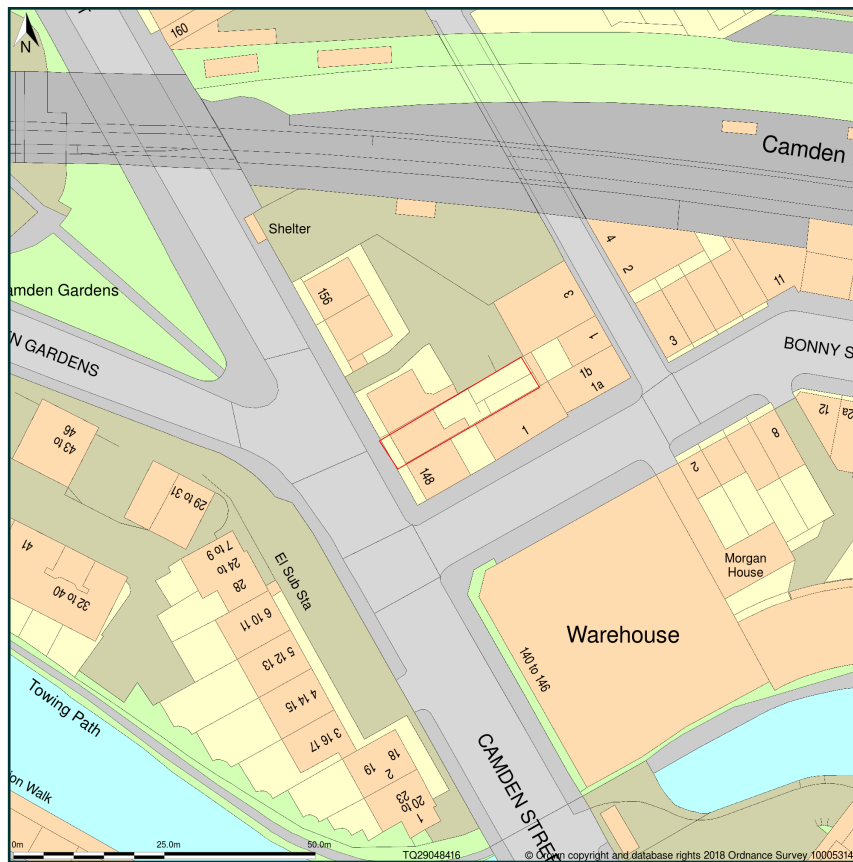 160
N
Camden
Shelter
4
2
11
3
156
amden Gardens
3
1
BONNY S
N GARDENS
1b
1a
12
2a
8
1
2
43 to
46
148
29 to 31
41
7 to 9
24 to
28
El Sub Sta
Morgan
House
32 to 40
6 10 11
Warehouse
5 12 13
140 to 146
4 14 15
Towing Path
3 16 17
18
2
19
CAMDEN STREE
20 to
23
1
on Walk
0m
25.0m
50.0m
TQ29048416
© Crown copyright and database rights 2018 Ordnance Survey 10005314